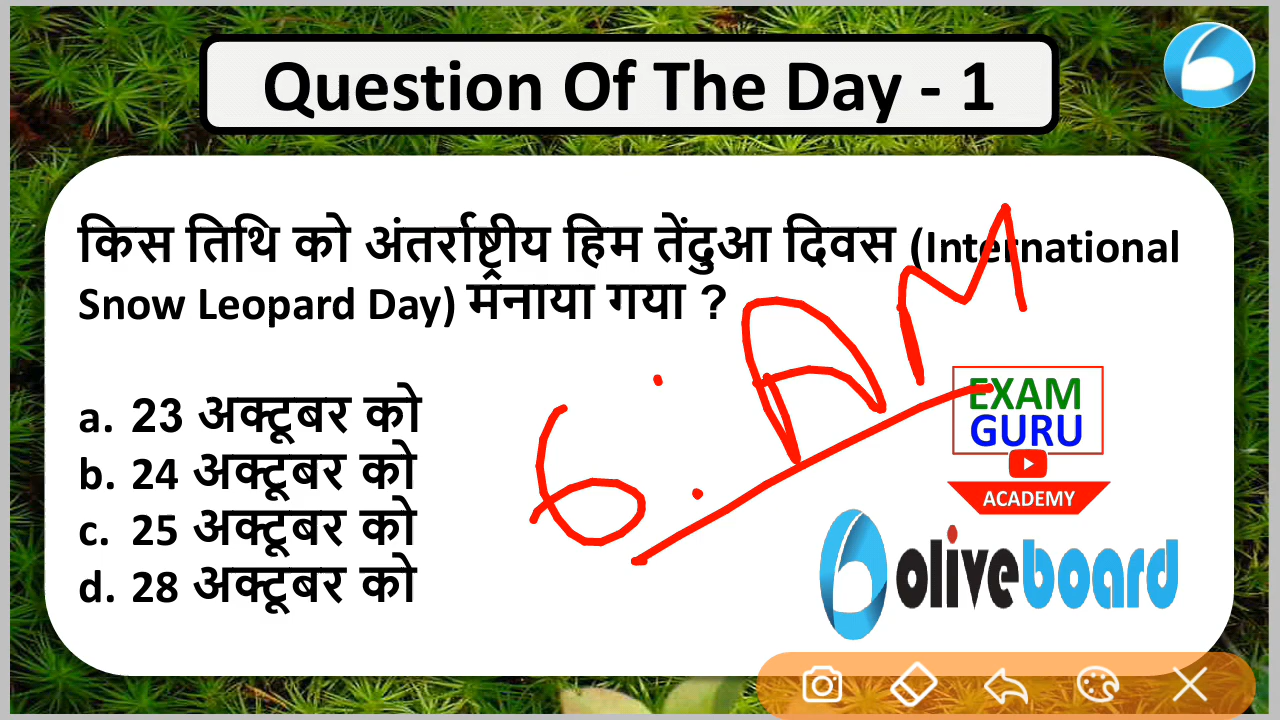 Question Of The Day - 1
किस तिथि को अंतर्राष्ट्रीय हिम तेंदुआ दिवस (International
Snow Leopard Day) मनाया गया ?
a. 23 अक्टूबर को
b. 24 अक्टूबर को
c. 25 अक्टूबर को
d. 28 अक्टूबर को
6:AM
EXAM
GURU
ACADEMY
oliveboard